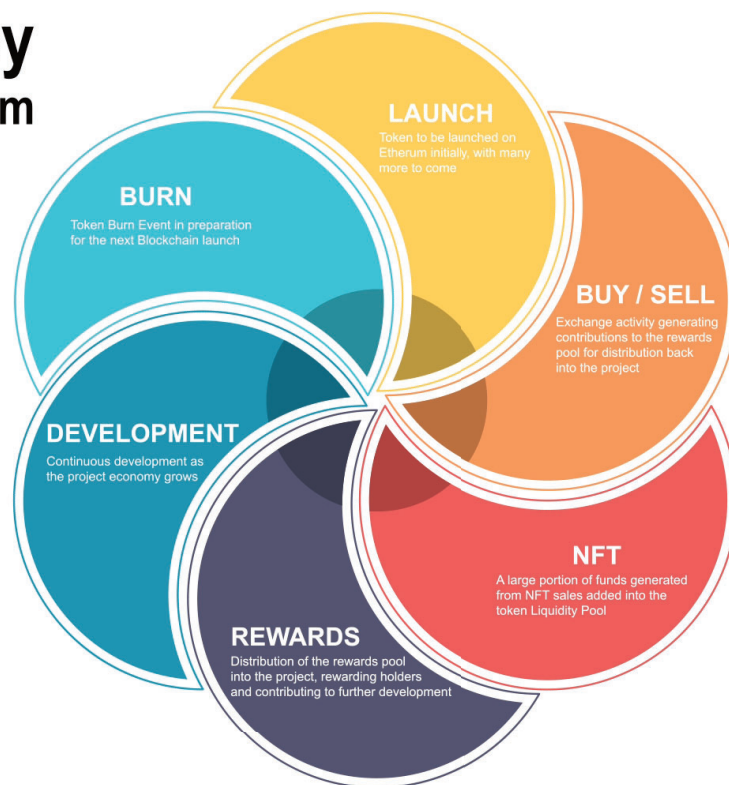 y
m
LAUNCH
Token to be launched on
Etherum initially, with many
more to come
BUY / SELL
Exchange activity generating
contributions to the rewards
pool for distribution back
into the project
NFT
A large portion of funds generated
from NFT sales added into the
token Liquidity Pool
REWARDS
Distribution of the rewards pool
into the project, rewarding holders
and contributing to further development
DEVELOPMENT
Continuous development as
the project economy grows
BURN
Token Burn Event in preparation
for the next Blockchain launch